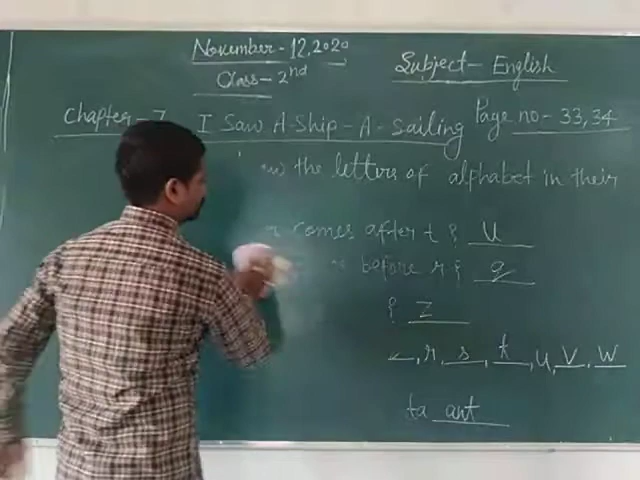 November - 12, 2020
Class - 2nd
Subject - English
Chapter - 7 I Saw A-Ship-A-Sailing Page no - 33, 34
the letters of alphabet in their
comes after t ? u
before r ? q
? z
, r, s, t, u, v, w
ta ant